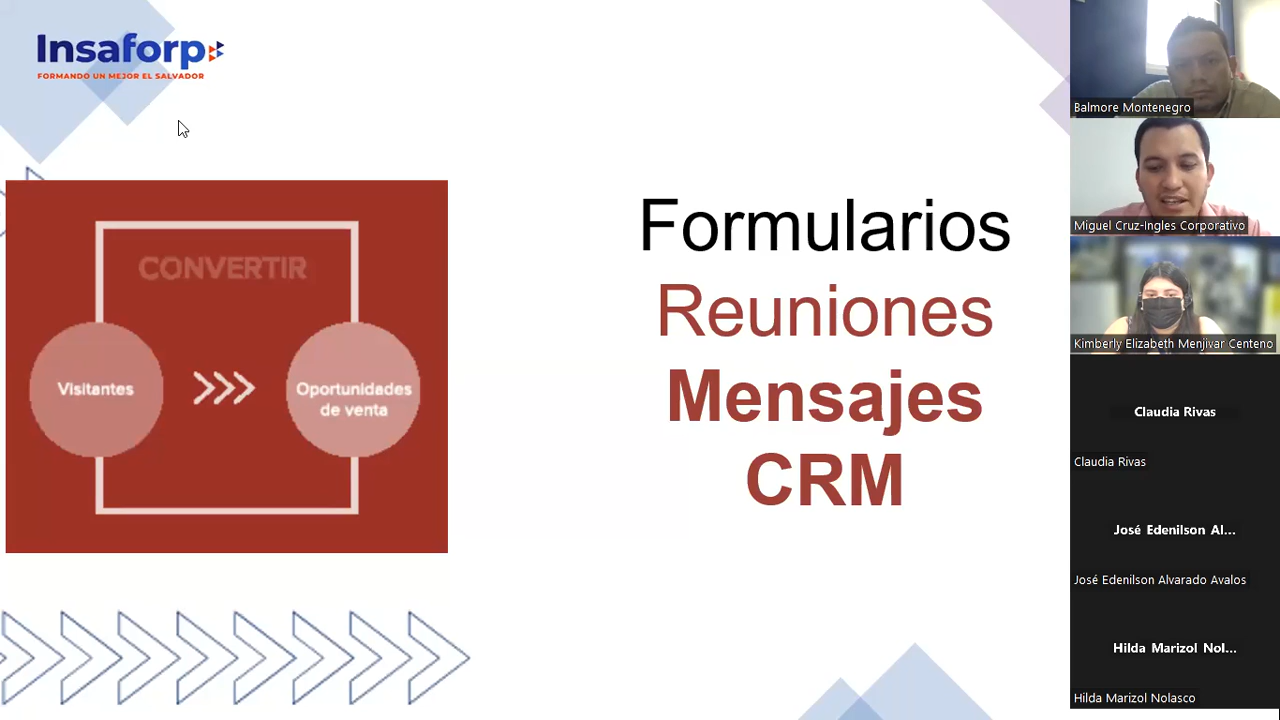 Insaforp
FORMANDO UN MEJOR EL SALVADOR
CONVERTIR
Visitantes
Oportunidades
de venta
Formularios
Reuniones
Mensajes
CRM
Balmore Montenegro
Miguel Cruz-Ingles Corporativo
Kimberly Elizabeth Menjivar Centeno
Claudia Rivas
Claudia Rivas
José Edenilson Al...
José Edenilson Alvarado Avalos
Hilda Marizol Nol...
Hilda Marizol Nolasco